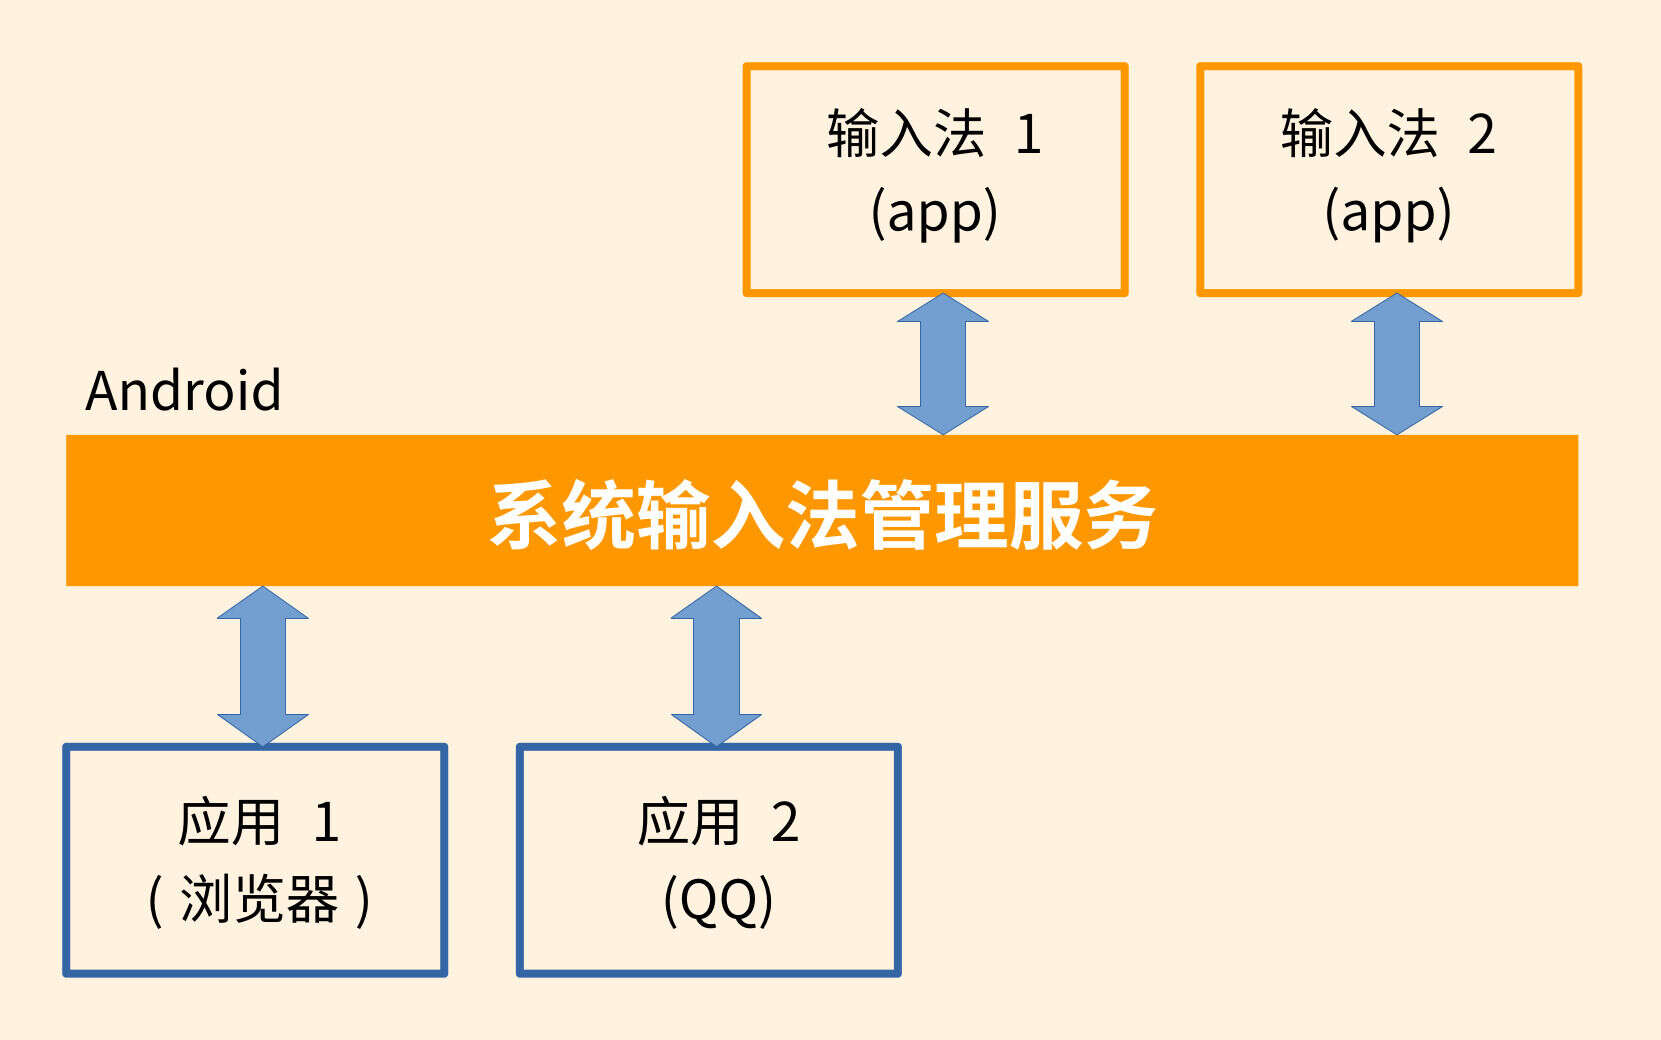 输入法 1
(app)
输入法 2
(app)
Android
系统输入法管理服务
应用 1
( 浏览器 )
应用 2
(QQ)